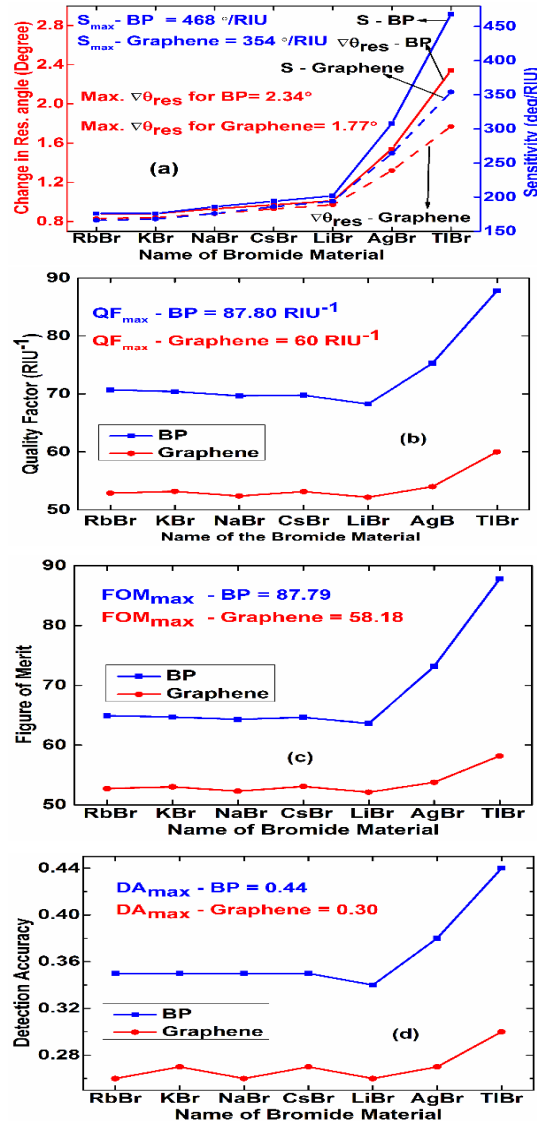 S_max- BP = 468 °/RIU
S_max- Graphene = 354 °/RIU
S - BP
∇θ_res - BP
S - Graphene
Max. ∇θ_res for BP= 2.34°
Max. ∇θ_res for Graphene= 1.77°
(a)
∇θ_res - Graphene
Change in Res. angle (Degree)
2.8
2.4
2.0
1.6
1.2
0.8
Sensitivity (deg/RIU)
450
400
350
300
250
200
150
RbBr KBr NaBr CsBr LiBr AgBr TlBr
Name of Bromide Material
QF_max - BP = 87.80 RIU⁻¹
QF_max - Graphene = 60 RIU⁻¹
BP
Graphene
(b)
Quality Factor (RIU⁻¹)
90
80
70
60
50
RbBr KBr NaBr CsBr LiBr AgB TlBr
Name of the Bromide Material
FOM_max - BP = 87.79
FOM_max - Graphene = 58.18
BP
Graphene
(c)
Figure of Merit
90
80
70
60
50
RbBr KBr NaBr CsBr LiBr AgBr TlBr
Name of Bromide Material
DA_max - BP = 0.44
DA_max - Graphene = 0.30
BP
Graphene
(d)
Detection Accuracy
0.44
0.40
0.36
0.32
0.28
RbBr KBr NaBr CsBr LiBr AgBr TlBr
Name of Bromide Material